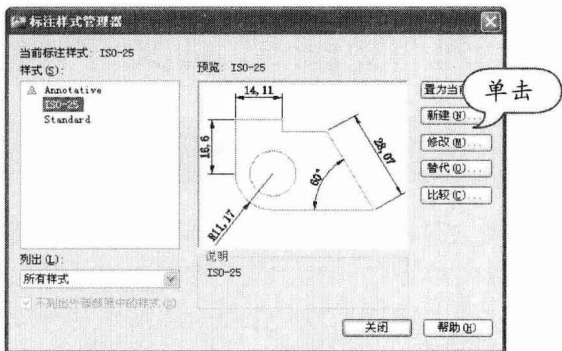 标注样式管理器
当前标注样式: ISO-25
样式(S):
Annotative
ISO-25
Standard
预览: ISO-25
14,11
16,6
28,07
60°
R11,17
置为当
单击
新建(N)...
修改(M)...
替代(O)...
比较(C)...
列出(L):
所有样式
不列出外部参照中的样式(D)
说明
ISO-25
关闭
帮助(H)